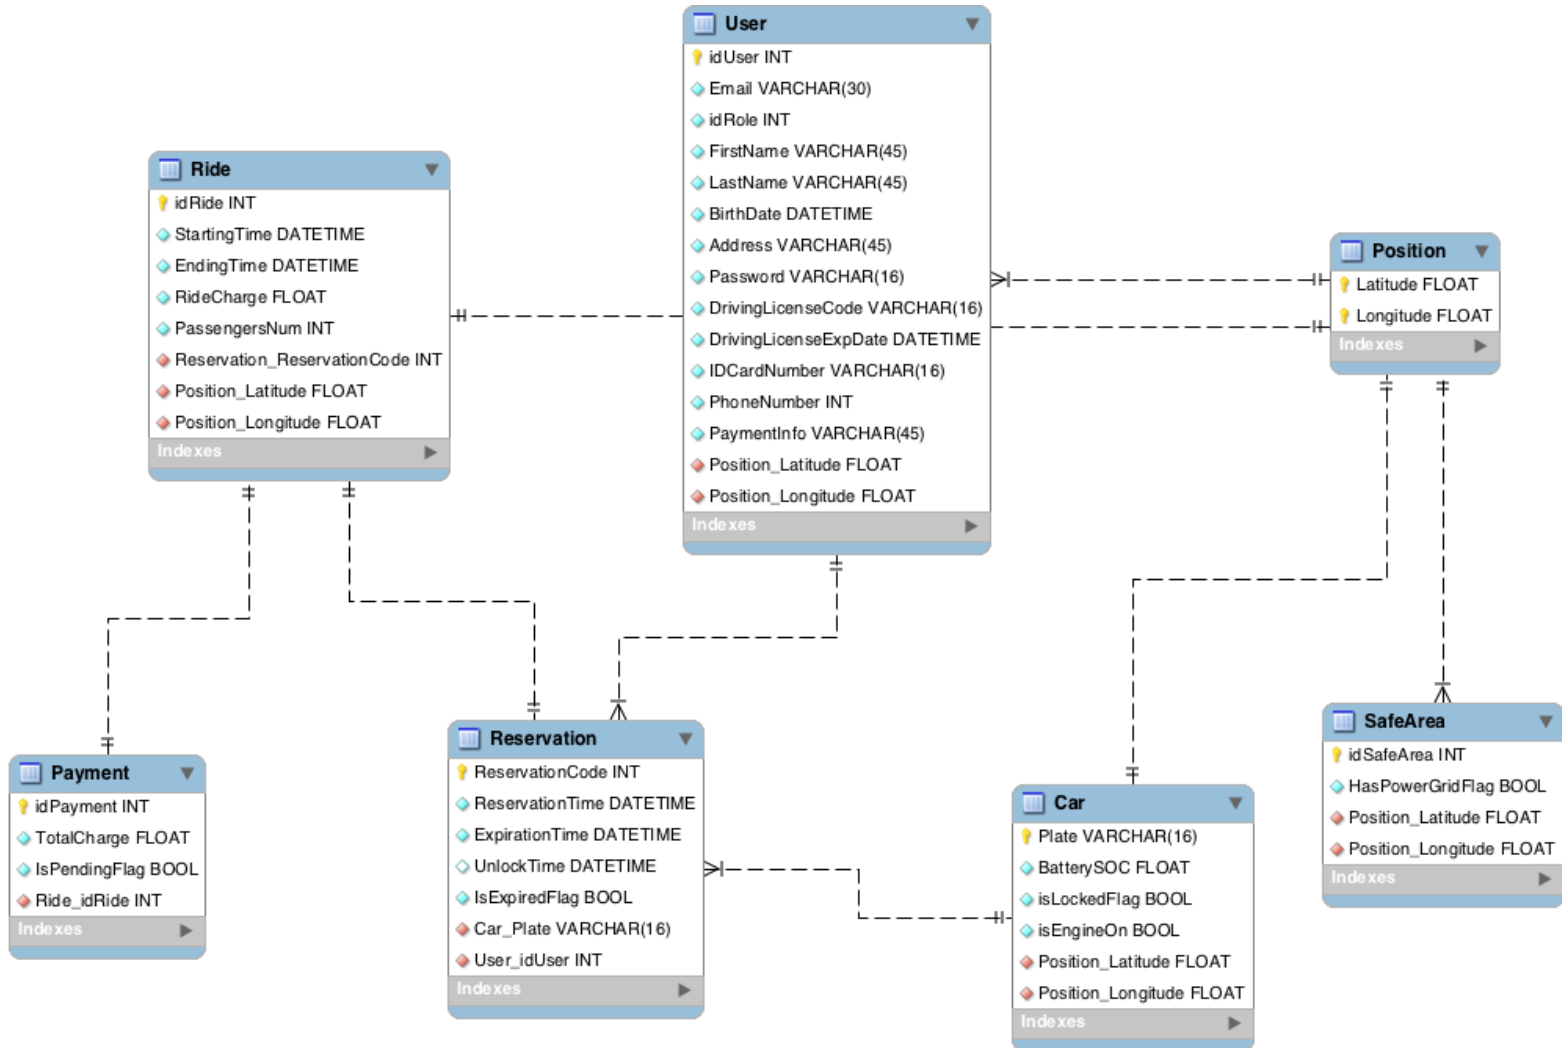 User
idUser INT
Email VARCHAR(30)
idRole INT
FirstName VARCHAR(45)
LastName VARCHAR(45)
BirthDate DATETIME
Address VARCHAR(45)
Password VARCHAR(16)
DrivingLicenseCode VARCHAR(16)
DrivingLicenseExpDate DATETIME
IDCardNumber VARCHAR(16)
PhoneNumber INT
PaymentInfo VARCHAR(45)
Position_Latitude FLOAT
Position_Longitude FLOAT
Indexes
Ride
idRide INT
StartingTime DATETIME
EndingTime DATETIME
RideCharge FLOAT
PassengersNum INT
Reservation_ReservationCode INT
Position_Latitude FLOAT
Position_Longitude FLOAT
Indexes
Position
Latitude FLOAT
Longitude FLOAT
Indexes
Payment
idPayment INT
TotalCharge FLOAT
IsPendingFlag BOOL
Ride_idRide INT
Indexes
Reservation
ReservationCode INT
ReservationTime DATETIME
ExpirationTime DATETIME
UnlockTime DATETIME
IsExpiredFlag BOOL
Car_Plate VARCHAR(16)
User_idUser INT
Indexes
Car
Plate VARCHAR(16)
BatterySOC FLOAT
isLockedFlag BOOL
isEngineOn BOOL
Position_Latitude FLOAT
Position_Longitude FLOAT
Indexes
SafeArea
idSafeArea INT
HasPowerGridFlag BOOL
Position_Latitude FLOAT
Position_Longitude FLOAT
Indexes